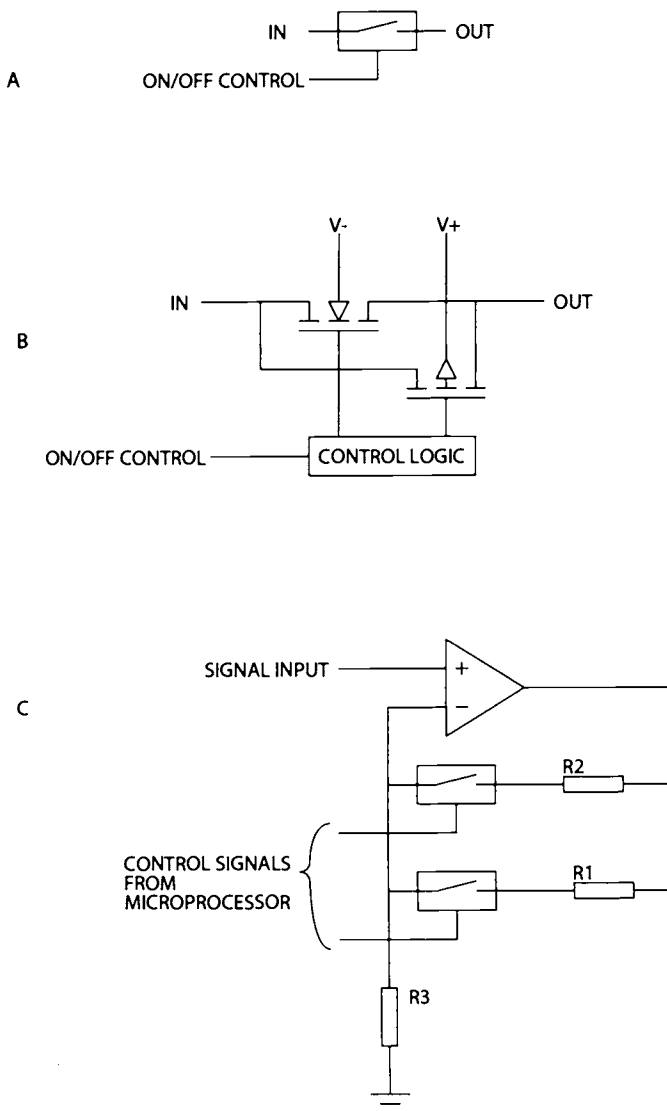 IN
OUT
ON/OFF CONTROL
A
V-
V+
IN
OUT
B
ON/OFF CONTROL
CONTROL LOGIC
SIGNAL INPUT
+
−
C
R2
R1
CONTROL SIGNALS
FROM
MICROPROCESSOR
R3